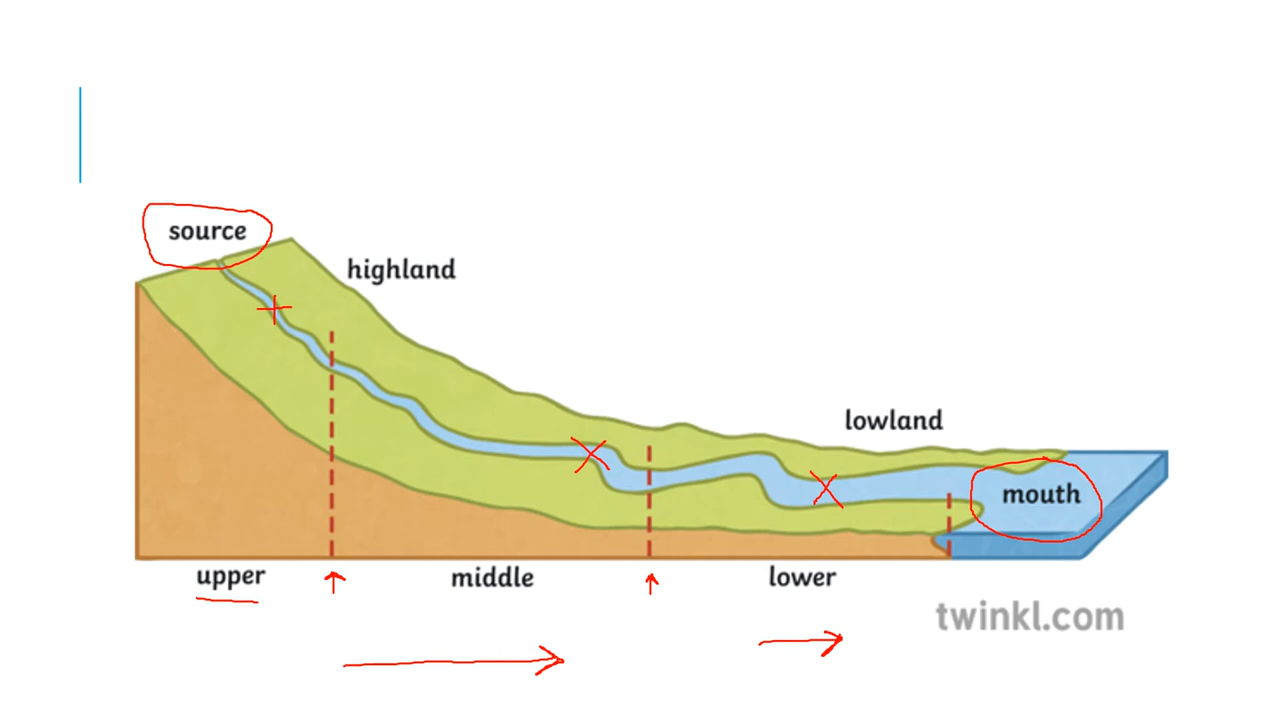 source
highland
lowland
mouth
upper
middle
lower
twinkl.com